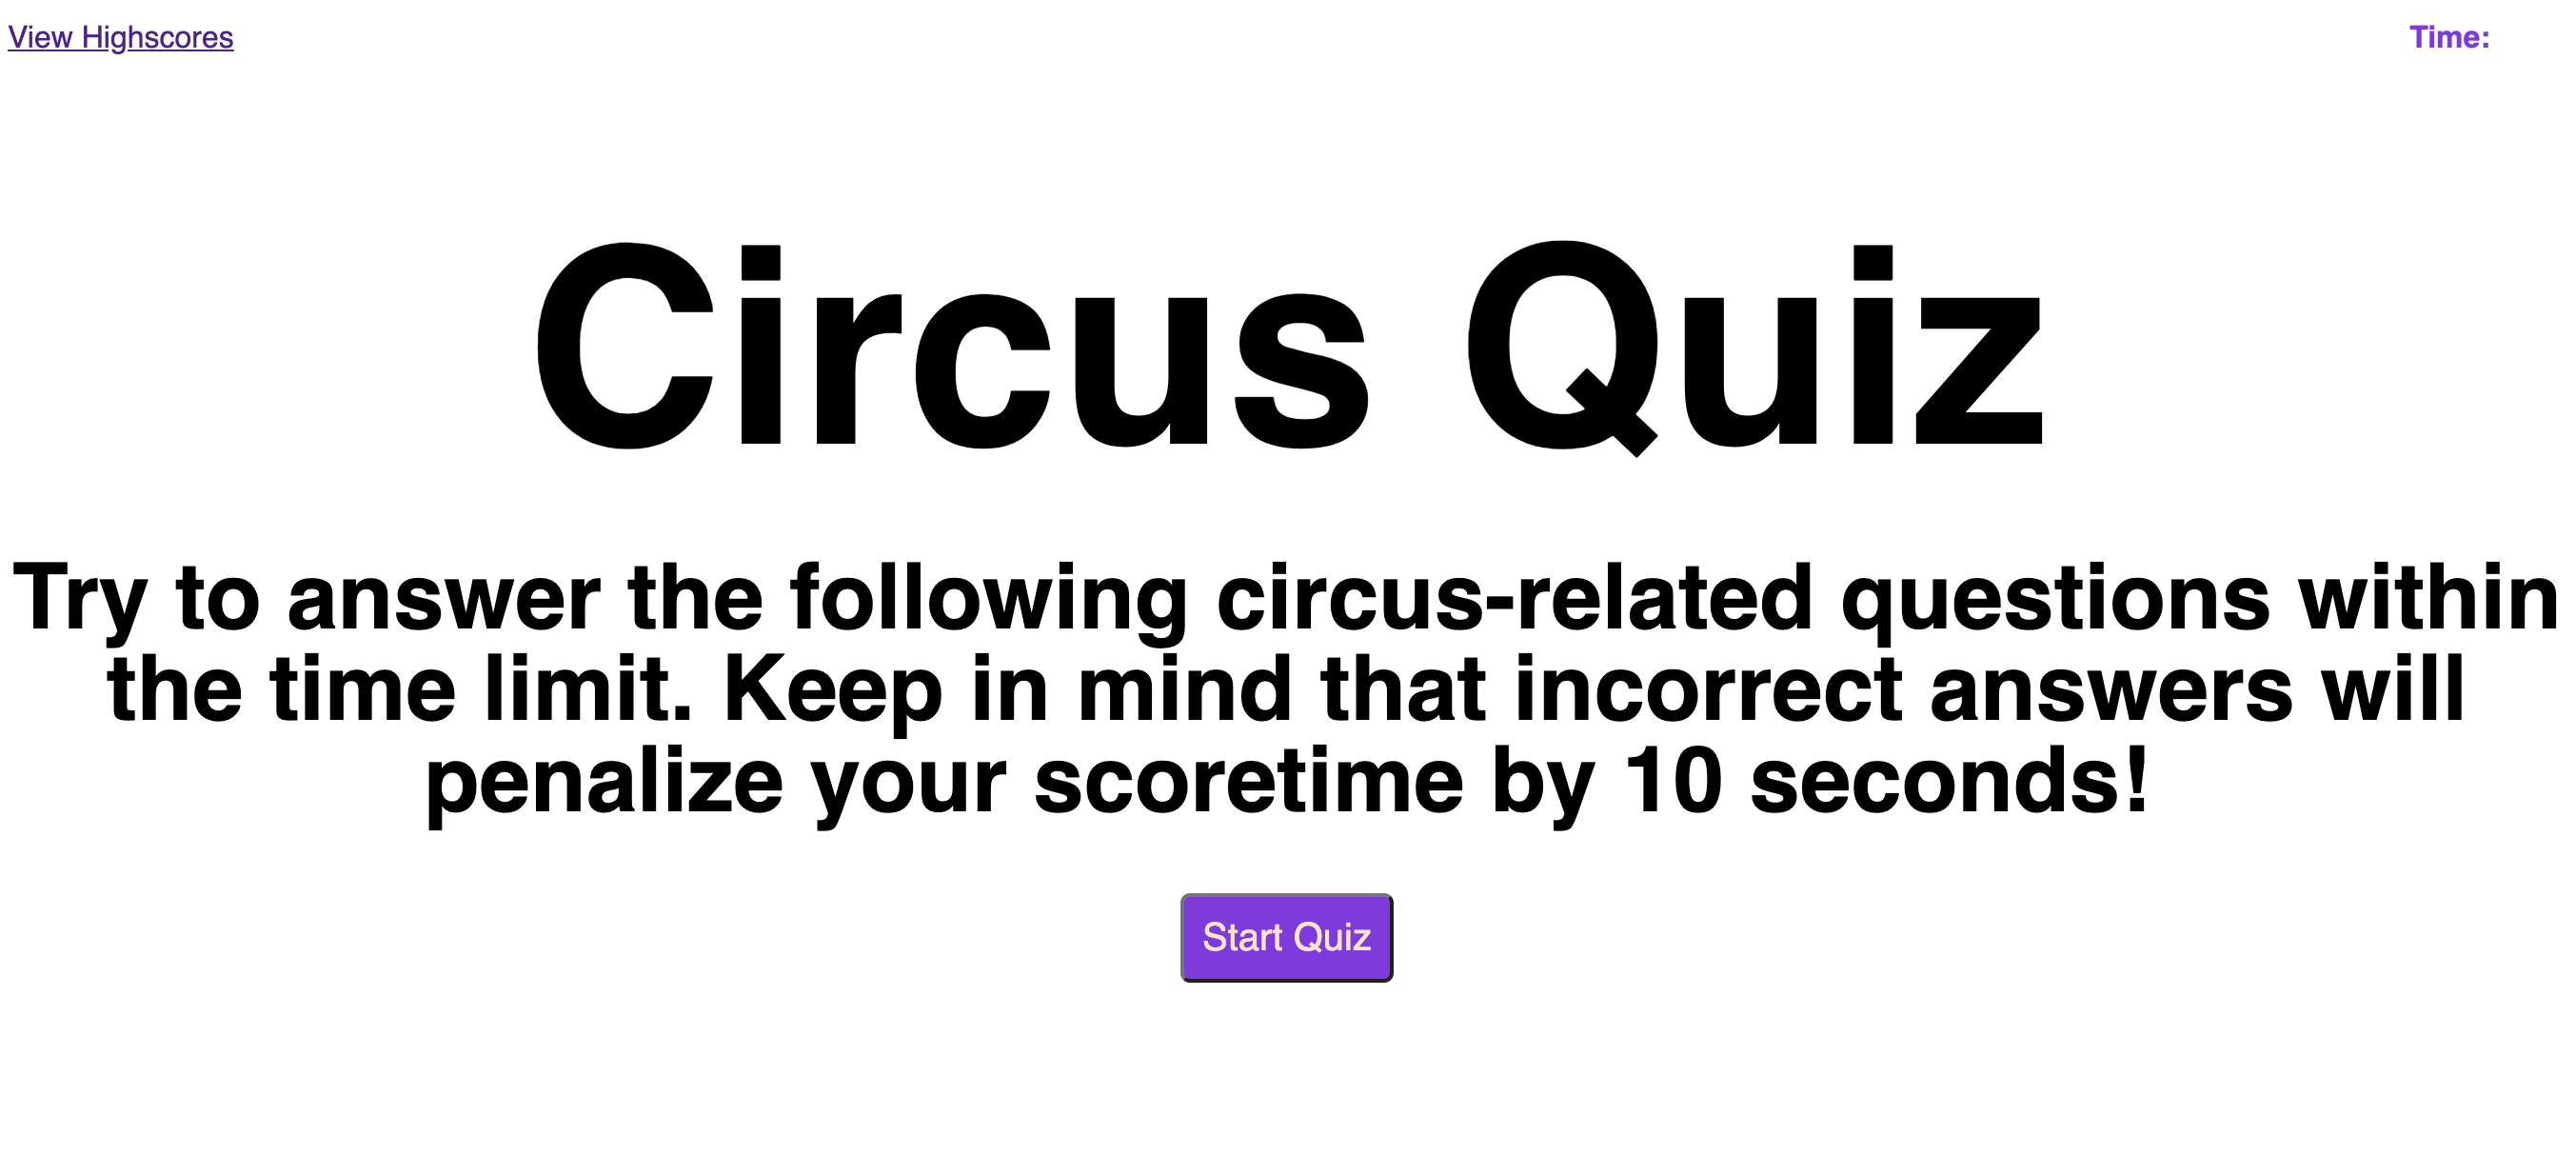 View Highscores
Time:
Circus Quiz
Try to answer the following circus-related questions within
the time limit. Keep in mind that incorrect answers will
penalize your scoretime by 10 seconds!
Start Quiz